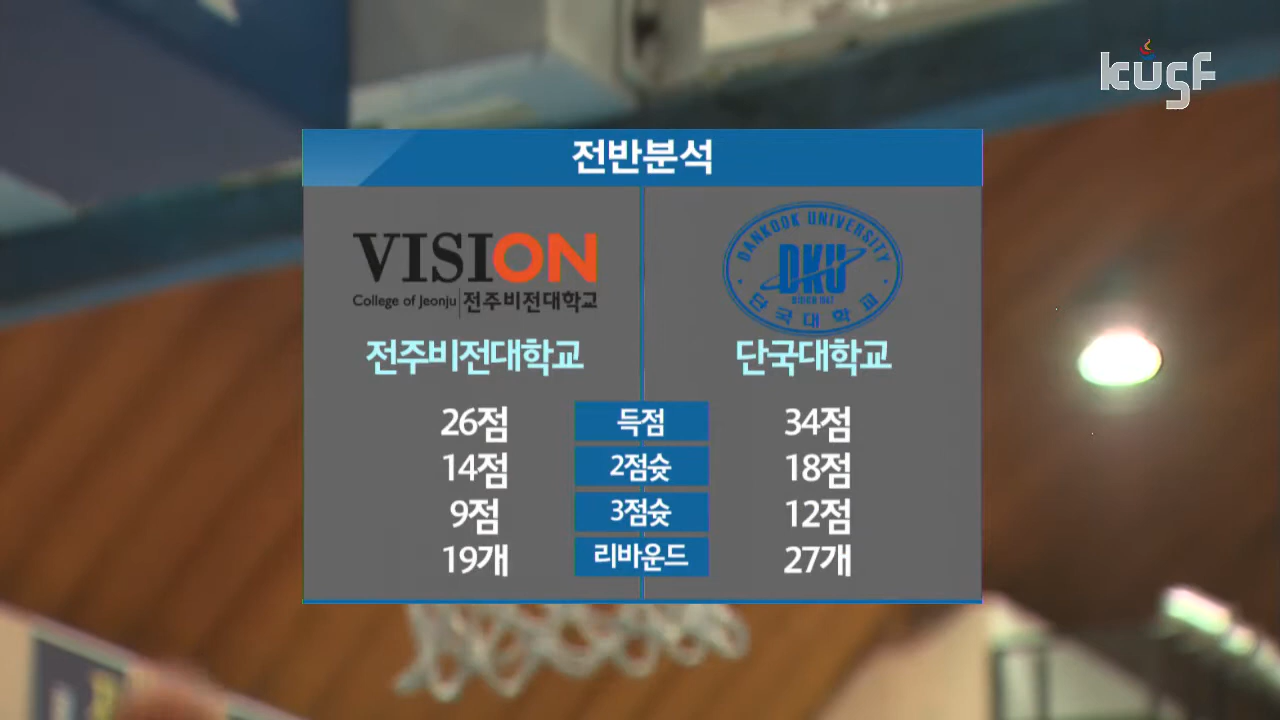 kusf
전반분석
VISION
College of Jeonju 전주비전대학교
DANKOOK UNIVERSITY
DKU
SINCE 1947
단국대학교
전주비전대학교
단국대학교
26점 득점 34점
14점 2점슛 18점
9점 3점슛 12점
19개 리바운드 27개